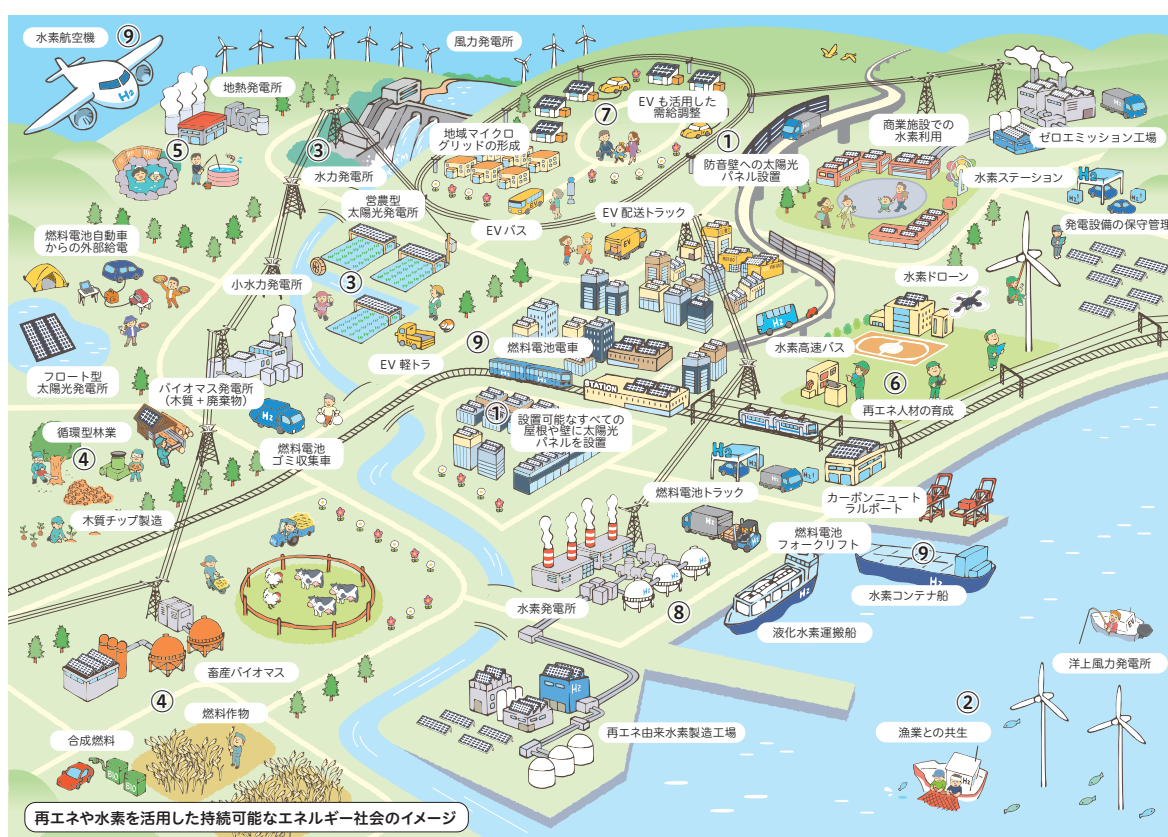 水素航空機
⑨
風力発電所
地熱発電所
⑤
③
水力発電所
地域マイクロ
グリッドの形成
⑦
EVも活用した
需給調整
①
防音壁への太陽光
パネル設置
商業施設での
水素利用
ゼロエミッション工場
水素ステーション
発電設備の保守管理
営農型
太陽光発電所
EVバス
EV配送トラック
燃料電池自動車
からの外部給電
小水力発電所
③
水素ドローン
フロート型
太陽光発電所
バイオマス発電所
(木質+廃棄物)
EV軽トラ
⑨
燃料電池電車
水素高速バス
⑥
再エネ人材の育成
STATION
循環型林業
④
燃料電池
ゴミ収集車
①
設置可能なすべての
屋根や壁に太陽光
パネルを設置
木質チップ製造
燃料電池トラック
カーボンニュート
ラルポート
燃料電池
フォークリフト
⑨
水素コンテナ船
水素発電所
⑧
液化水素運搬船
畜産バイオマス
④
燃料作物
合成燃料
BIO
BIO
再エネ由来水素製造工場
洋上風力発電所
②
漁業との共生
H2
H2
H2
H2
H2
H2
H2
H2
EV
再エネや水素を活用した持続可能なエネルギー社会のイメージ